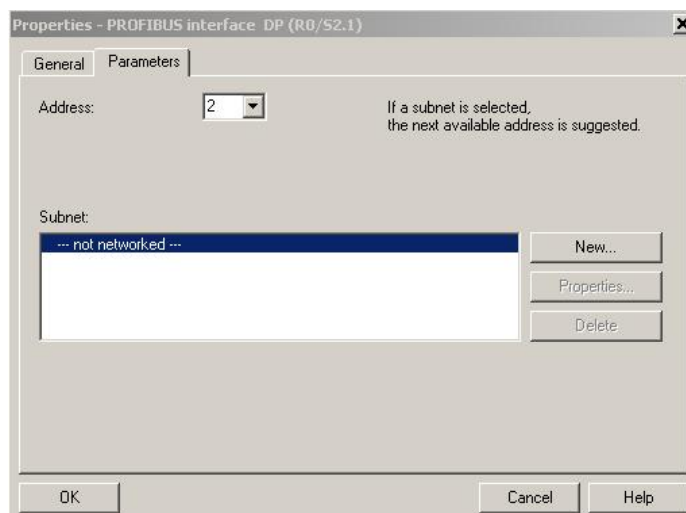 Properties - PROFIBUS interface DP (R0/S2.1)
General
Parameters
Address:
2
If a subnet is selected,
the next available address is suggested.
Subnet:
--- not networked ---
New...
Properties...
Delete
OK
Cancel
Help